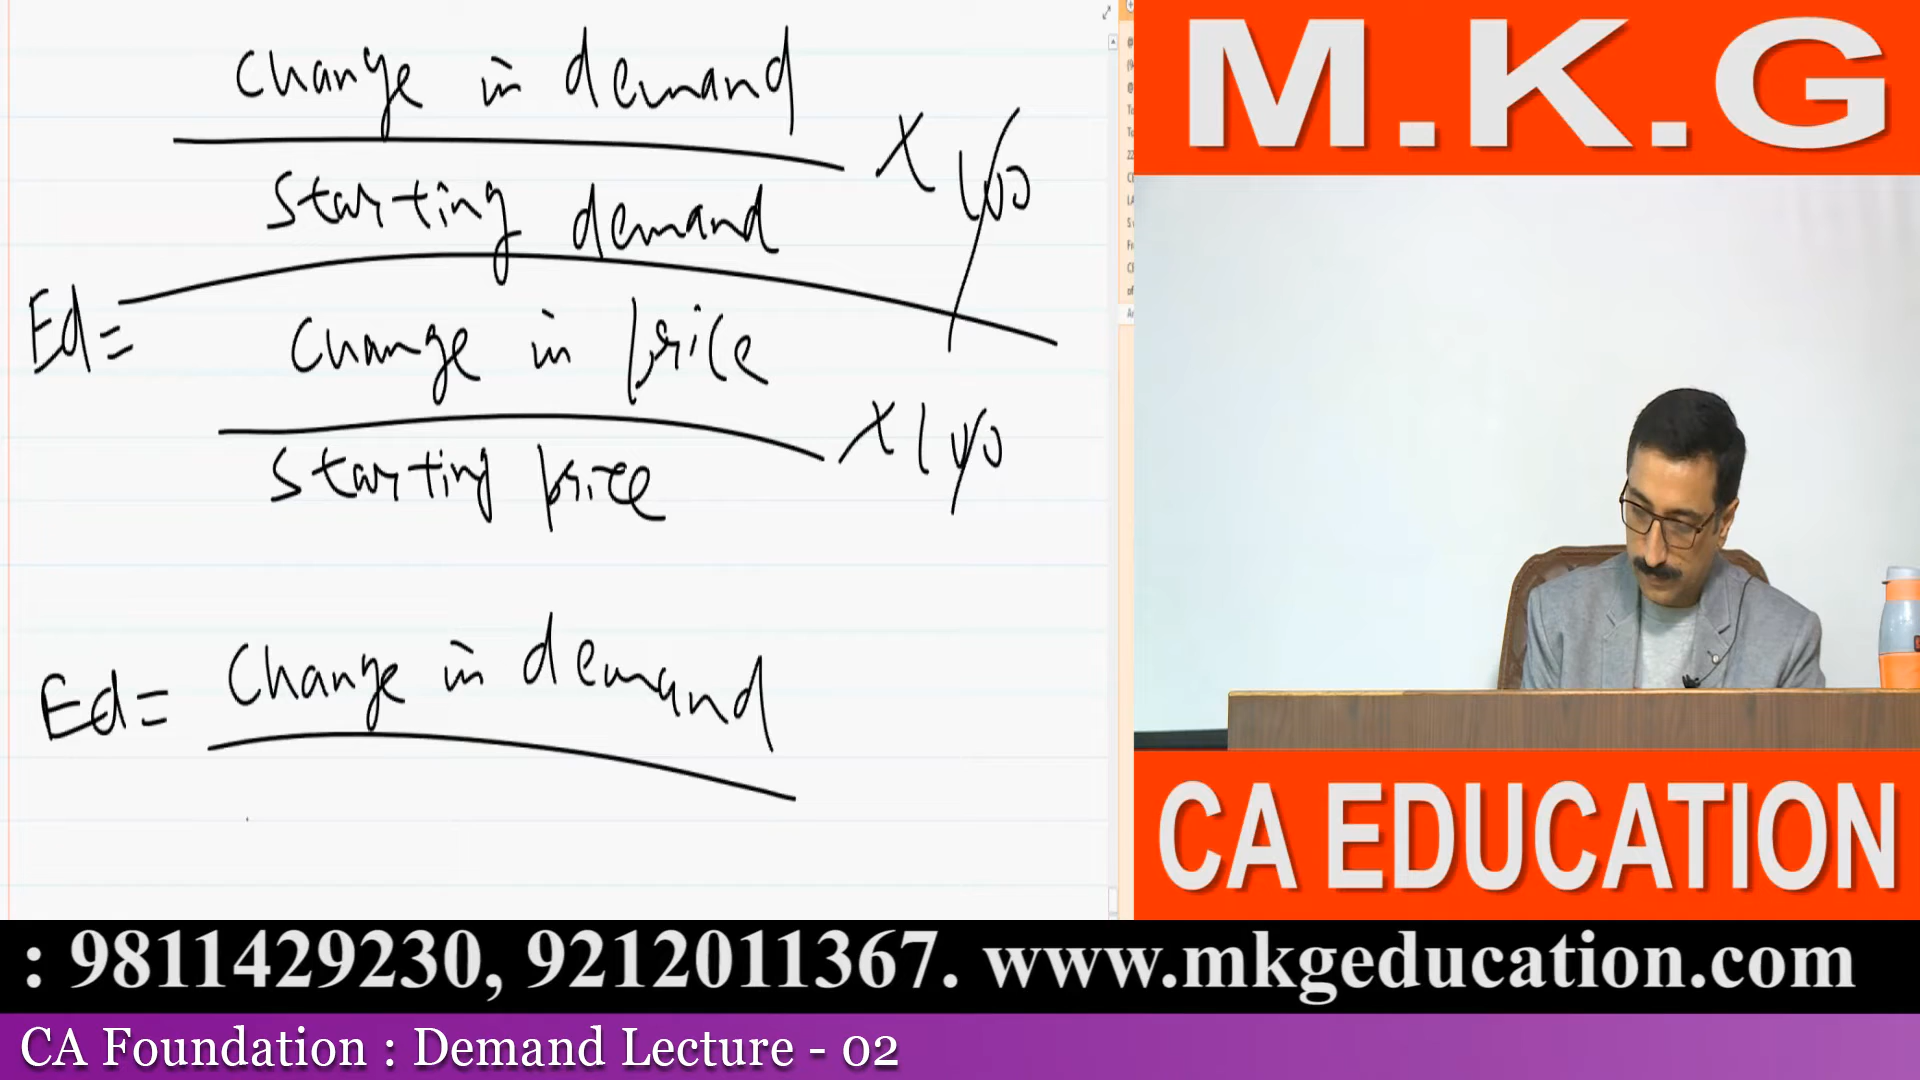 change in demand
starting demand
X 100
Ed=
change in price
starting price
X 100
Ed= change in demand
M.K.G
CA EDUCATION
: 9811429230, 9212011367. www.mkgeducation.com
CA Foundation : Demand Lecture - 02